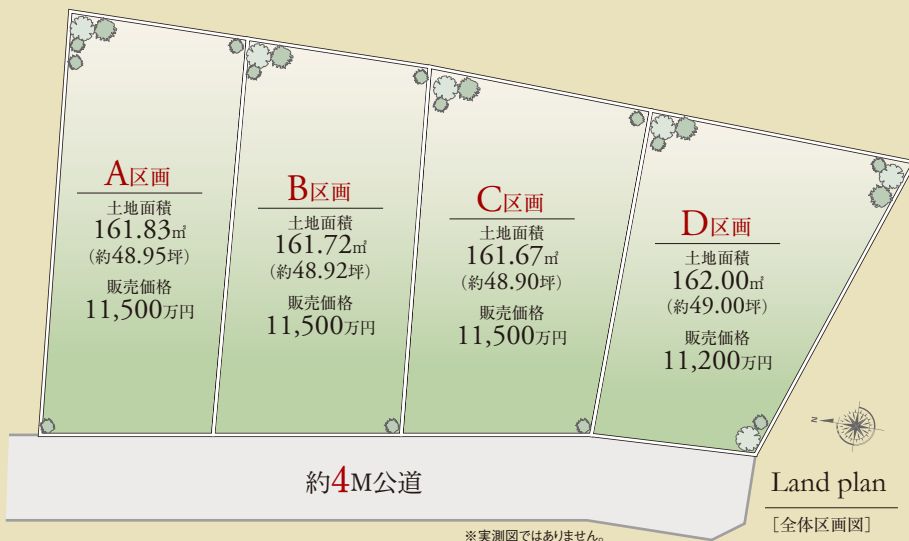 A区画
土地面積
161.83㎡
(約48.95坪)
販売価格
11,500万円
B区画
土地面積
161.72㎡
(約48.92坪)
販売価格
11,500万円
C区画
土地面積
161.67㎡
(約48.90坪)
販売価格
11,500万円
D区画
土地面積
162.00㎡
(約49.00坪)
販売価格
11,200万円
約4M公道
N
Land plan
[全体区画図]
※実測図ではありません。